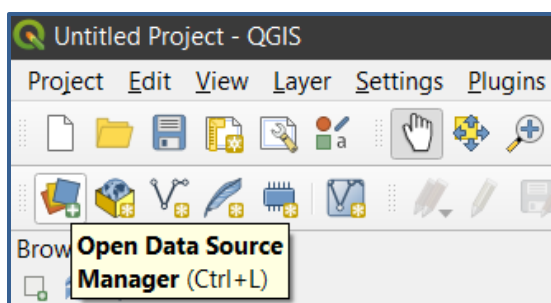 Untitled Project - QGIS
Project Edit View Layer Settings Plugins
a
Brow
Open Data Source
Manager (Ctrl+L)